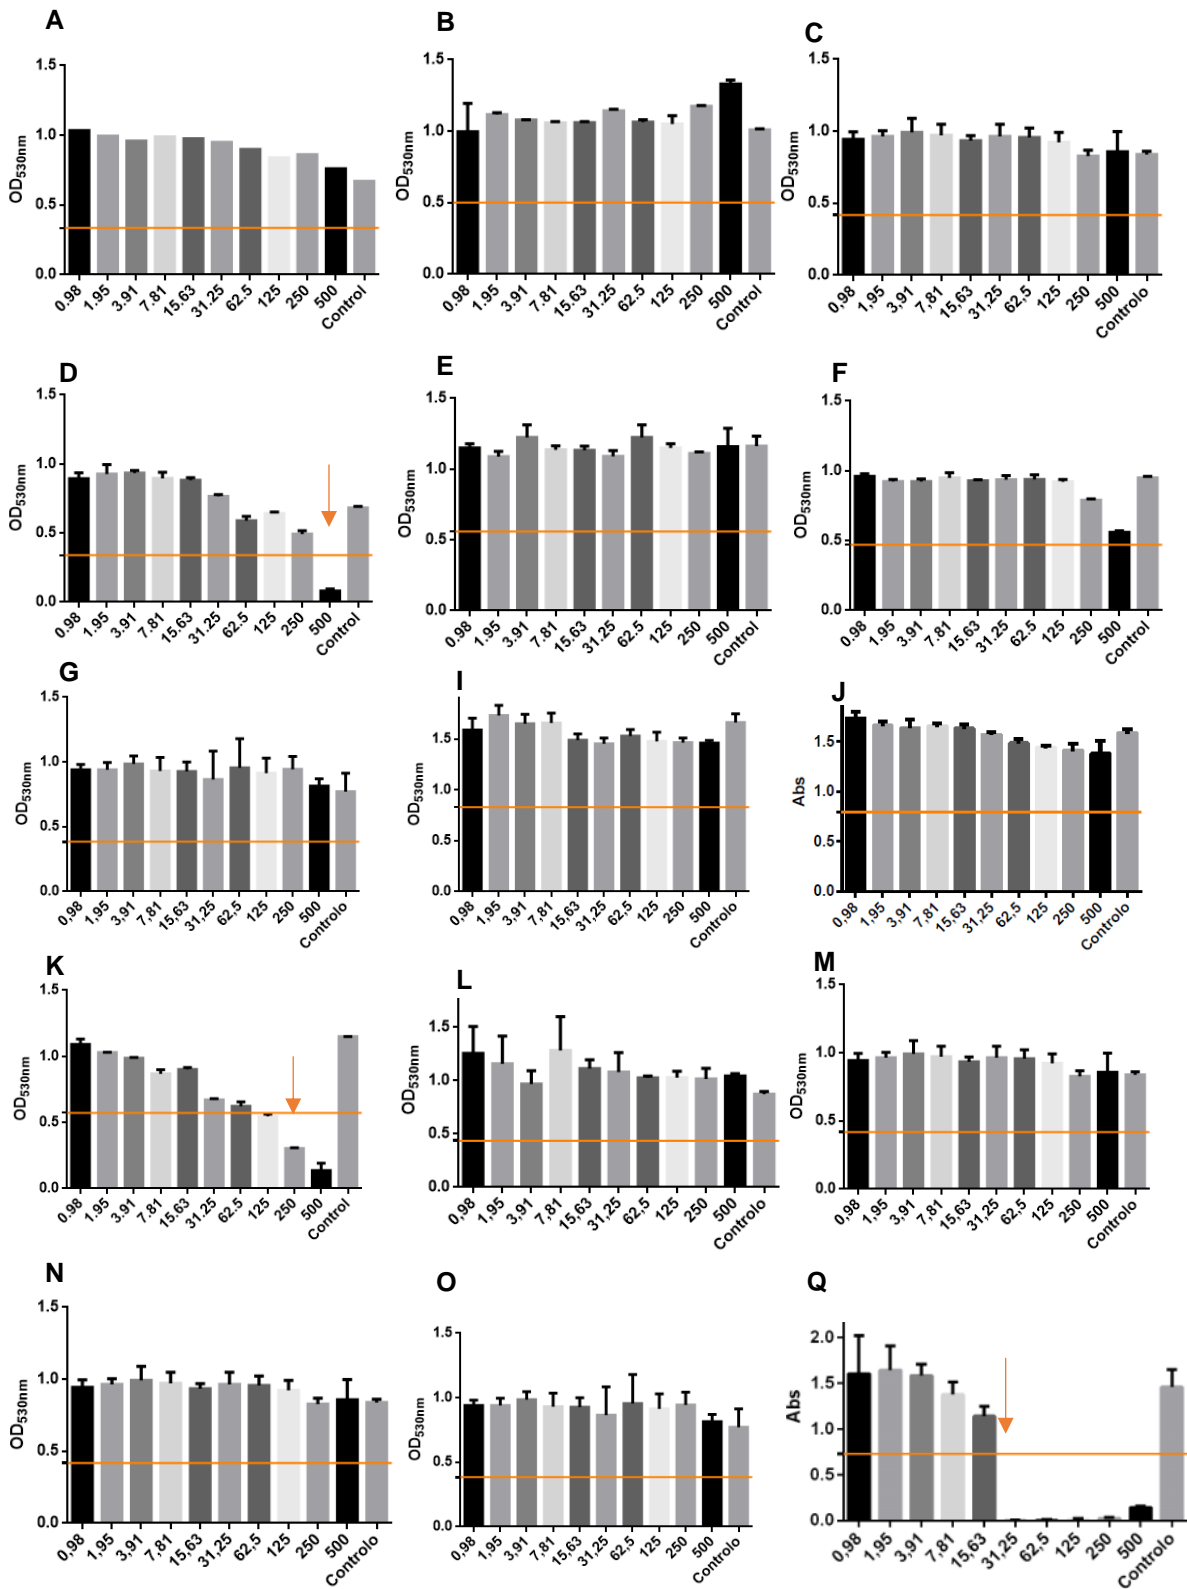 A
OD530nm
1.5
1.0
0.5
0.0
0.98 1.95 3.91 7.81 15.63 31.25 62.5 125 250 500 Control
B
OD530nm
1.5
1.0
0.5
0.0
0.98 1.95 3.91 7.81 15.63 31.25 62.5 125 250 500 Control
C
OD530nm
1.5
1.0
0.5
0.0
0,98 1,95 3,91 7,81 15,63 31,25 62,5 125 250 500 Controlo
D
OD530nm
1.5
1.0
0.5
0.0
0.98 1.95 3.91 7.81 15.63 31.25 62.5 125 250 500 Control
E
OD530nm
1.5
1.0
0.5
0.0
0.98 1.95 3.91 7.81 15.63 31.25 62.5 125 250 500 Control
F
OD530nm
1.5
1.0
0.5
0.0
0.98 1.95 3.91 7.81 15.63 31.25 62.5 125 250 500 Control
G
OD530nm
1.5
1.0
0.5
0.0
0,98 1,95 3,91 7,81 15,63 31,25 62,5 125 250 500 Controlo
I
OD530nm
1.5
1.0
0.5
0.0
0,98 1,95 3,91 7,81 15,63 31,25 62,5 125 250 500 Controlo
J
Abs
1.5
1.0
0.5
0.0
0,98 1,95 3,91 7,81 15,63 31,25 62,5 125 250 500 Controlo
K
OD530nm
1.5
1.0
0.5
0.0
0.98 1.95 3.91 7.81 15.63 31.25 62.5 125 250 500 Control
L
OD530nm
1.5
1.0
0.5
0.0
0,98 1,95 3,91 7,81 15,63 31,25 62,5 125 250 500 Controlo
M
OD530nm
1.5
1.0
0.5
0.0
0,98 1,95 3,91 7,81 15,63 31,25 62,5 125 250 500 Controlo
N
OD530nm
1.5
1.0
0.5
0.0
0,98 1,95 3,91 7,81 15,63 31,25 62,5 125 250 500 Controlo
O
OD530nm
1.5
1.0
0.5
0.0
0,98 1,95 3,91 7,81 15,63 31,25 62,5 125 250 500 Controlo
Q
Abs
2.0
1.5
1.0
0.5
0.0
0,98 1,95 3,91 7,81 15,63 31,25 62,5 125 250 500 Controlo